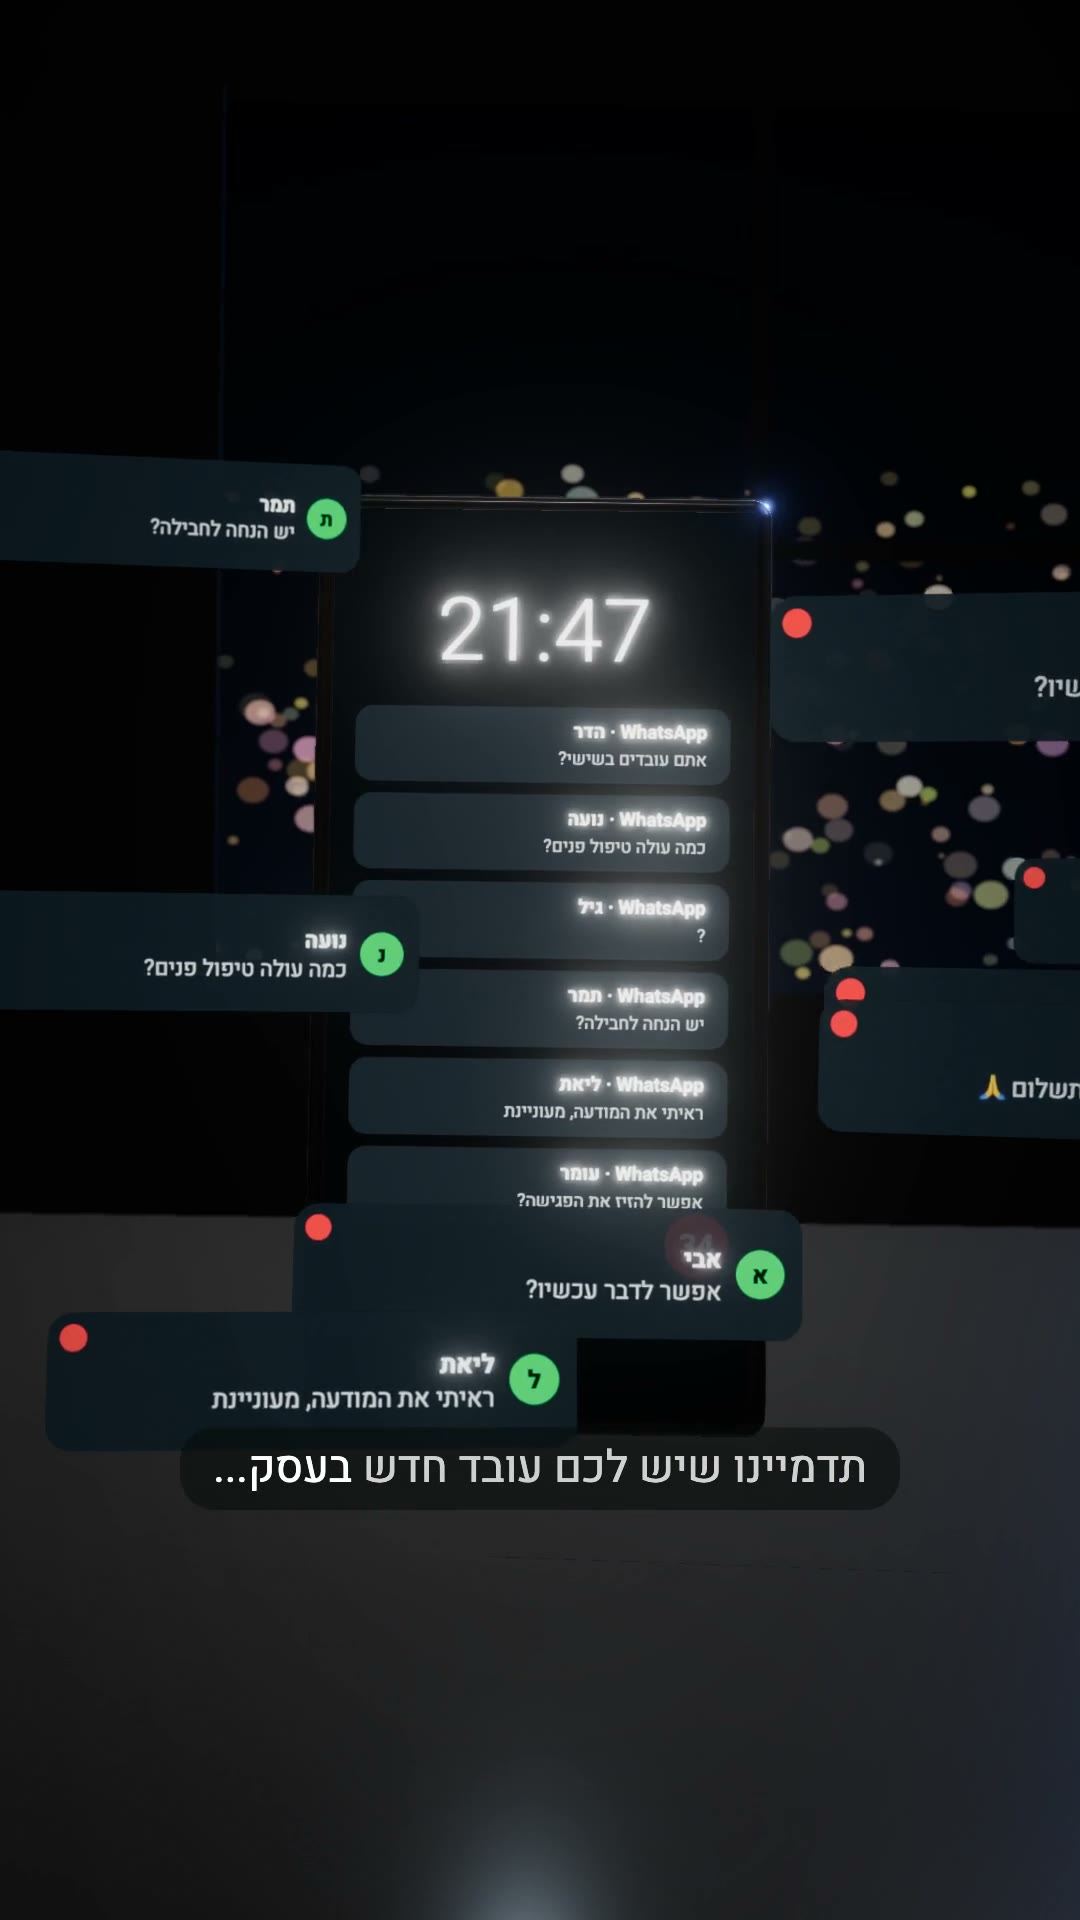 תמר
יש הנחה לחבילה?
ת
21:47
WhatsApp · הדר
אתם עובדים בשישי?
WhatsApp · נועה
כמה עולה טיפול פנים?
WhatsApp · גיל
?
נועה
כמה עולה טיפול פנים?
נ
WhatsApp · תמר
יש הנחה לחבילה?
WhatsApp · ליאת
ראיתי את המודעה, מעוניינת
WhatsApp · עומר
אפשר להזיז את הפגישה?
34
אבי
אפשר לדבר עכשיו?
א
ליאת
ראיתי את המודעה, מעוניינת
ל
תדמיינו שיש לכם עובד חדש בעסק...